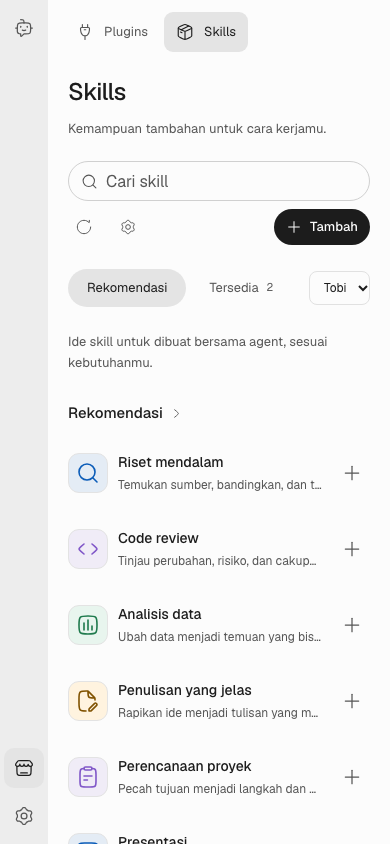 Plugins
Skills
Skills
Kemampuan tambahan untuk cara kerjamu.
Cari skill
Tambah
Rekomendasi
Tersedia 2
Tobi
Ide skill untuk dibuat bersama agent, sesuai
kebutuhanmu.
Rekomendasi
Riset mendalam
Temukan sumber, bandingkan, dan t...
Code review
Tinjau perubahan, risiko, dan cakup...
Analisis data
Ubah data menjadi temuan yang bis...
Penulisan yang jelas
Rapikan ide menjadi tulisan yang m...
Perencanaan proyek
Pecah tujuan menjadi langkah dan ...
Presentasi